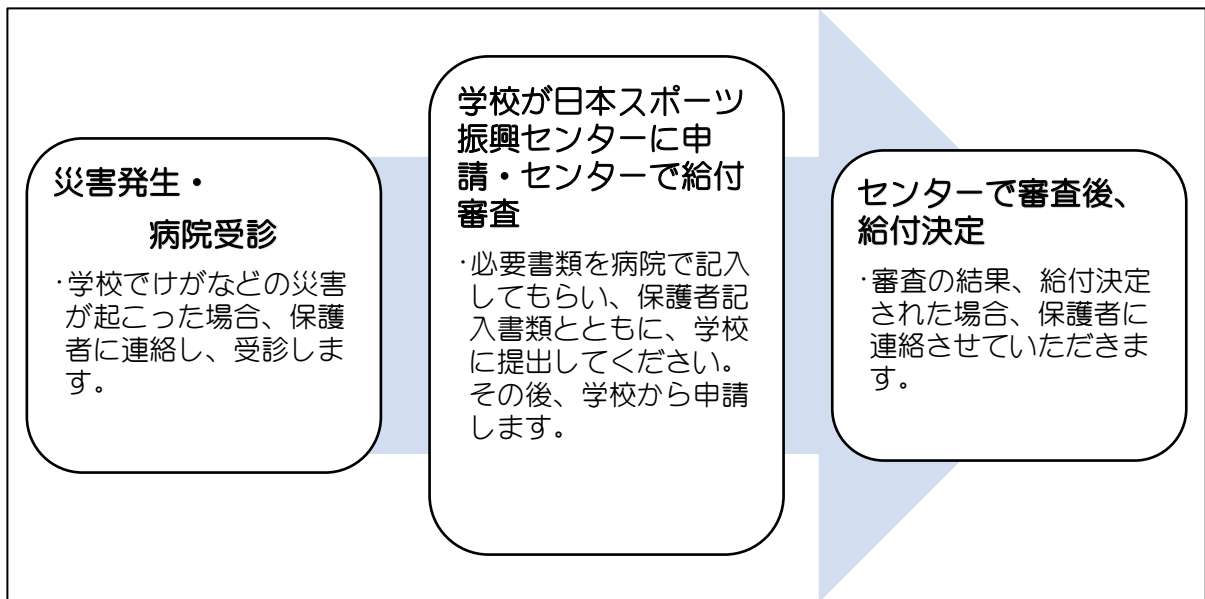 災害発生・
病院受診
・学校でけがなどの災害
が起こった場合、保護
者に連絡し、受診しま
す。
学校が日本スポーツ
振興センターに申
請・センターで給付
審査
・必要書類を病院で記入
してもらい、保護者記
入書類とともに、学校
に提出してください。
その後、学校から申請
します。
センターで審査後、
給付決定
・審査の結果、給付決定
された場合、保護者に
連絡させていただきま
す。